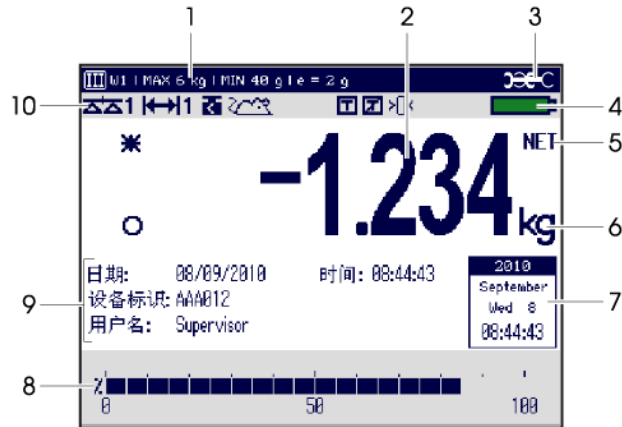 1 2 3
III W1 | MAX 6 kg | MIN 40 g | e = 2 g
10 1 1 T Z 4
NET 5
-1.234 kg 6
日期: 08/09/2010 时间: 08:44:43
设备标识: AAA012
用户名: Supervisor
9
2010
September
Wed 8
08:44:43
7
8 %
0 50 100